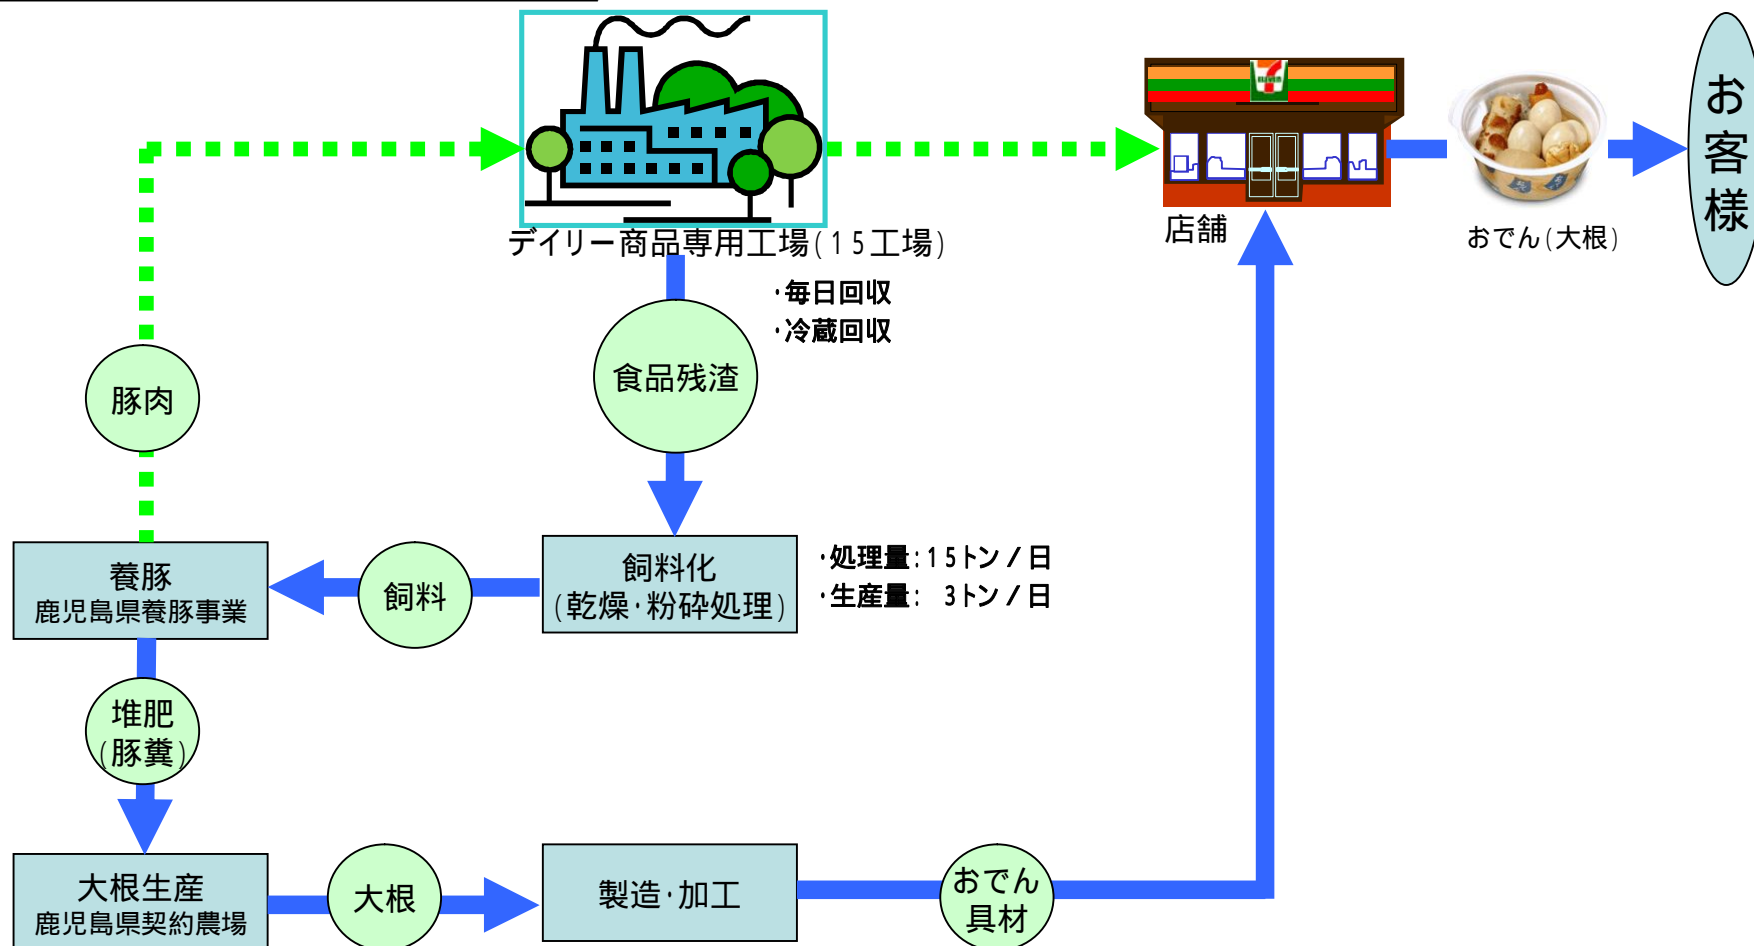 デイリー商品専用工場(15工場)
・毎日回収
・冷蔵回収
店舗
おでん(大根)
お客様
食品残渣
豚肉
養豚
鹿児島県養豚事業
飼料
飼料化
(乾燥・粉砕処理)
・処理量:15トン/日
・生産量: 3トン/日
堆肥
(豚糞)
大根生産
鹿児島県契約農場
大根
製造・加工
おでん
具材
7
ELEVEN